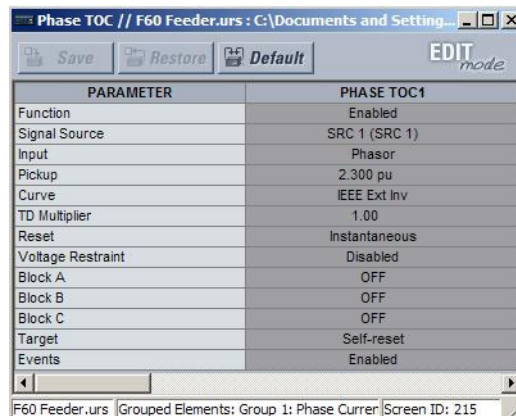 Phase TOC // F60 Feeder.urs : C:\Documents and Setting...
Save Restore Default EDIT mode
PARAMETER PHASE TOC1
Function Enabled
Signal Source SRC 1 (SRC 1)
Input Phasor
Pickup 2.300 pu
Curve IEEE Ext Inv
TD Multiplier 1.00
Reset Instantaneous
Voltage Restraint Disabled
Block A OFF
Block B OFF
Block C OFF
Target Self-reset
Events Enabled
F60 Feeder.urs Grouped Elements: Group 1: Phase Currer Screen ID: 215